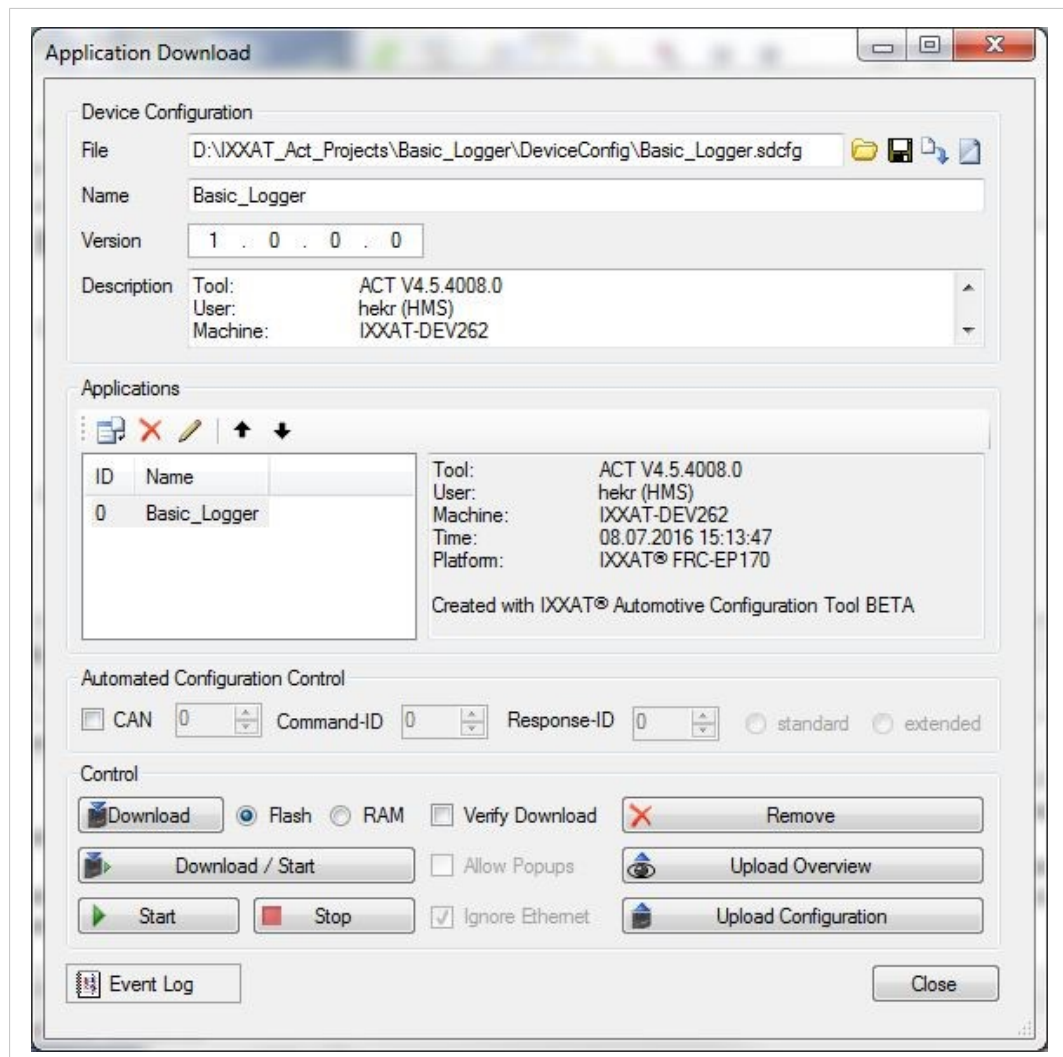 Application Download
Device Configuration
File D:\IXXAT_Act_Projects\Basic_Logger\DeviceConfig\Basic_Logger.sdcfg
Name Basic_Logger
Version 1 . 0 . 0 . 0
Description Tool: ACT V4.5.4008.0
User: hekr (HMS)
Machine: IXXAT-DEV262
Applications
ID Name
0 Basic_Logger
Tool: ACT V4.5.4008.0
User: hekr (HMS)
Machine: IXXAT-DEV262
Time: 08.07.2016 15:13:47
Platform: IXXAT® FRC-EP170
Created with IXXAT® Automotive Configuration Tool BETA
Automated Configuration Control
CAN 0 Command-ID 0 Response-ID 0 standard extended
Control
Download Flash RAM Verify Download Remove
Download / Start Allow Popups Upload Overview
Start Stop Ignore Ethernet Upload Configuration
Event Log Close